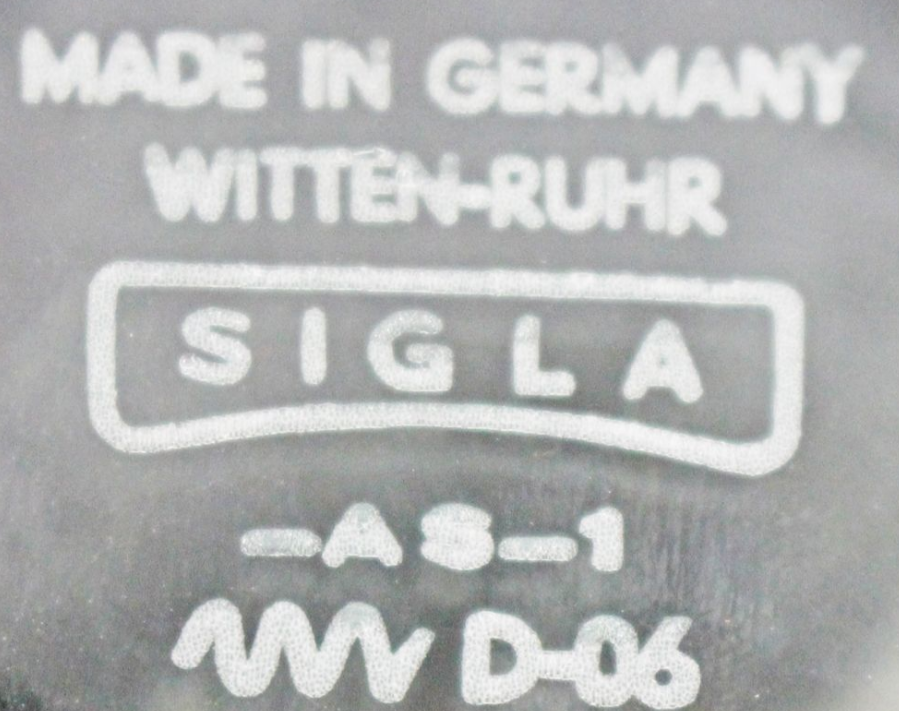 MADE IN GERMANY
WITTEN-RUHR
SIGLA
-AS-1
D-06